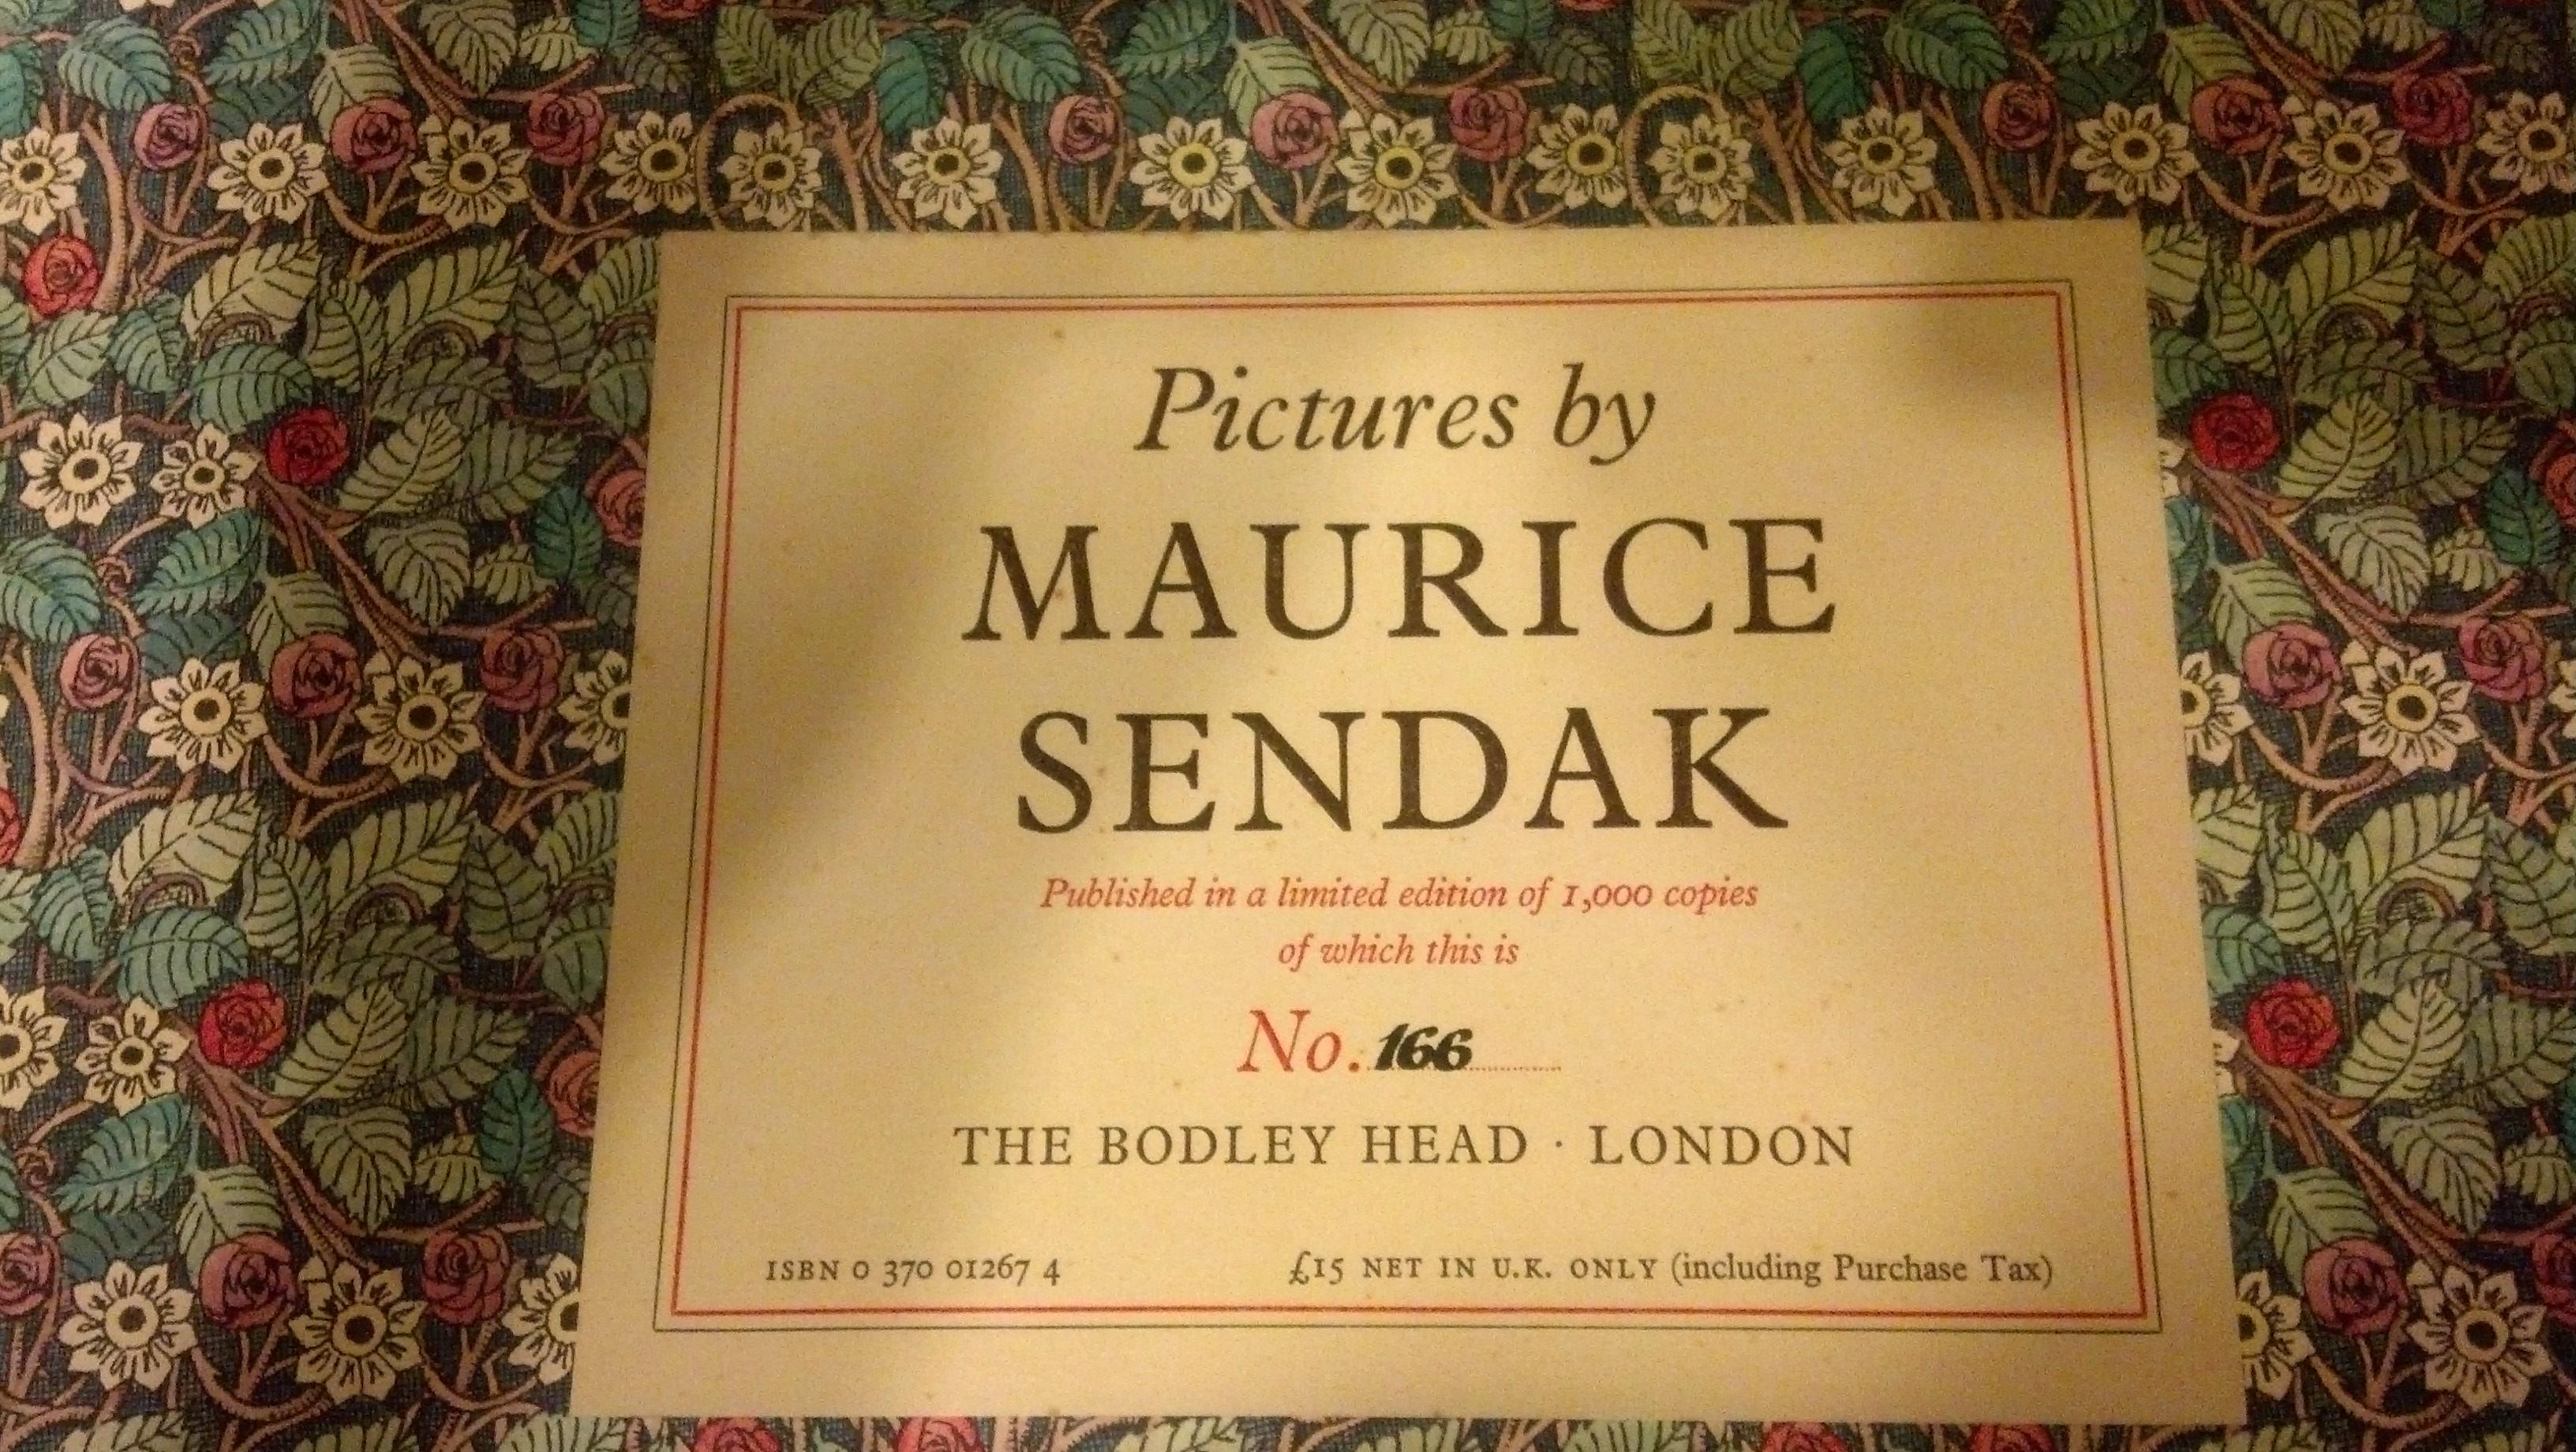 Pictures by
MAURICE
SENDAK
Published in a limited edition of 1,000 copies
of which this is
No. 166
THE BODLEY HEAD · LONDON
ISBN 0 370 01267 4 £15 NET IN U.K. ONLY (including Purchase Tax)